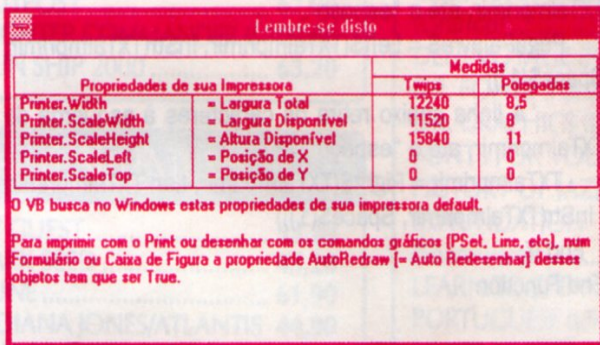 Lembre-se disto
Medidas
Propriedades de sua Impressora Twips Polegadas
Printer.Width = Largura Total 12240 8,5
Printer.ScaleWidth = Largura Disponível 11520 8
Printer.ScaleHeight = Altura Disponível 15840 11
Printer.ScaleLeft = Posição de X 0 0
Printer.ScaleTop = Posição de Y 0 0
O VB busca no Windows estas propriedades de sua impressora default.
Para imprimir com o Print ou desenhar com os comandos gráficos (PSet, Line, etc), num
Formulário ou Caixa de Figura a propriedade AutoRedraw (= Auto Redesenhar) desses
objetos tem que ser True.